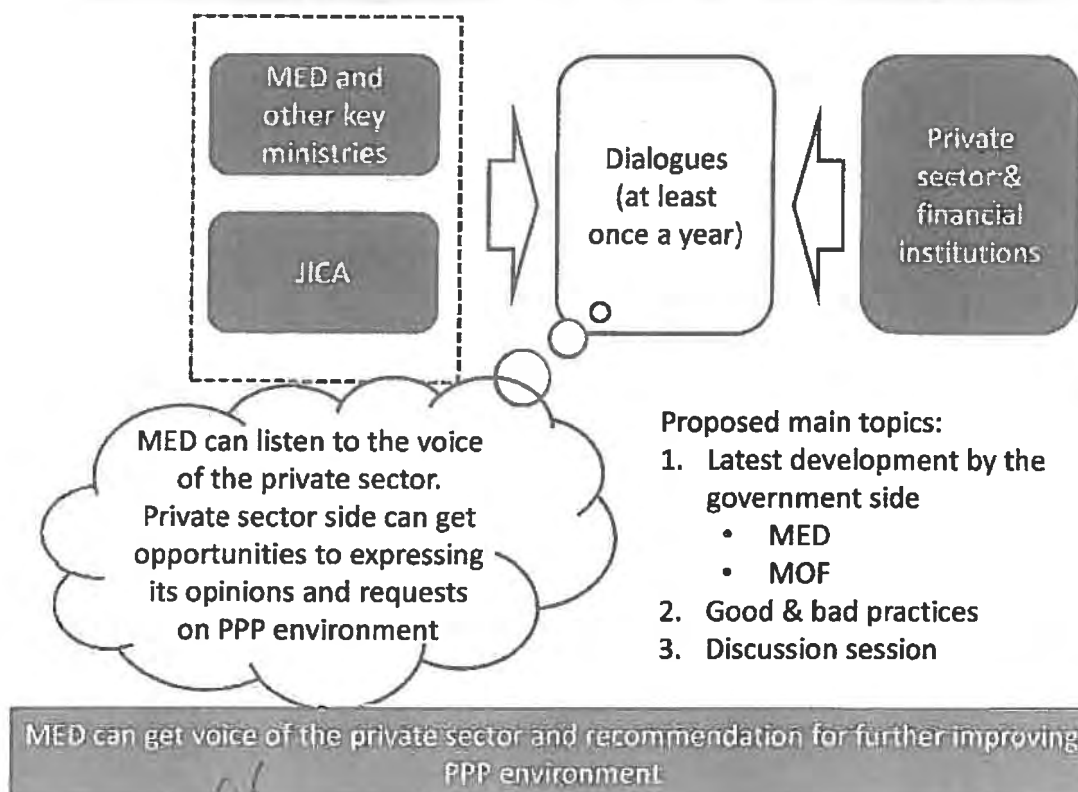 MED and
other key
ministries
JICA
Dialogues
(at least
once a year)
Private
sector &
financial
institutions
MED can listen to the voice
of the private sector.
Private sector side can get
opportunities to expressing
its opinions and requests
on PPP environment
Proposed main topics:
1. Latest development by the
government side
• MED
• MOF
2. Good & bad practices
3. Discussion session
MED can get voice of the private sector and recommendation for further improving
PPP environment